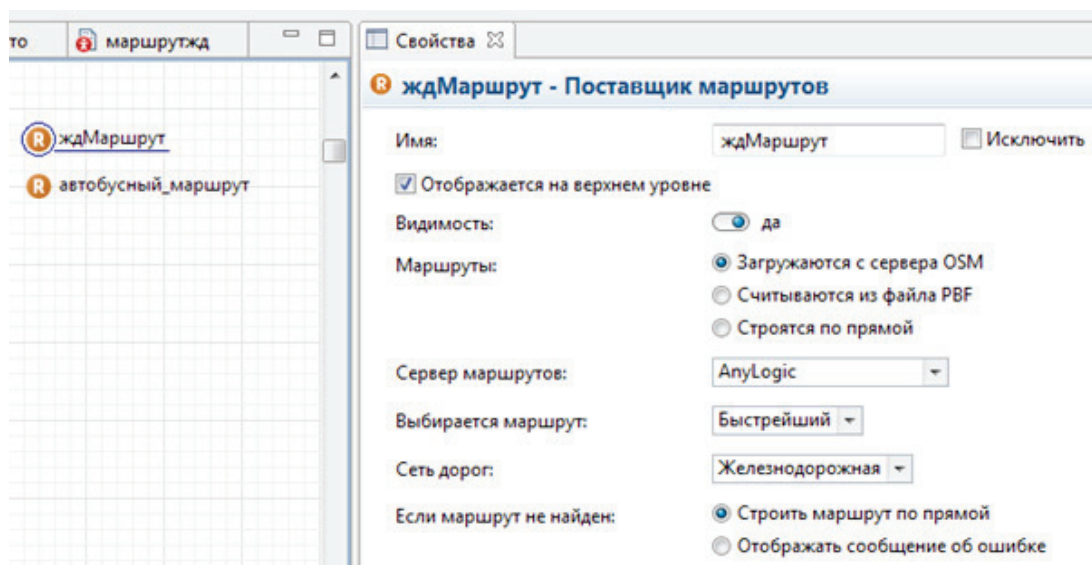 то
маршрутжд
ждМаршрут
автобусный_маршрут
Свойства
ждМаршрут - Поставщик маршрутов
Имя: ждМаршрут Исключить
Отображается на верхнем уровне
Видимость: да
Маршруты: Загружаются с сервера OSM
Считываются из файла PBF
Строятся по прямой
Сервер маршрутов: AnyLogic
Выбирается маршрут: Быстрейший
Сеть дорог: Железнодорожная
Если маршрут не найден: Строить маршрут по прямой
Отображать сообщение об ошибке